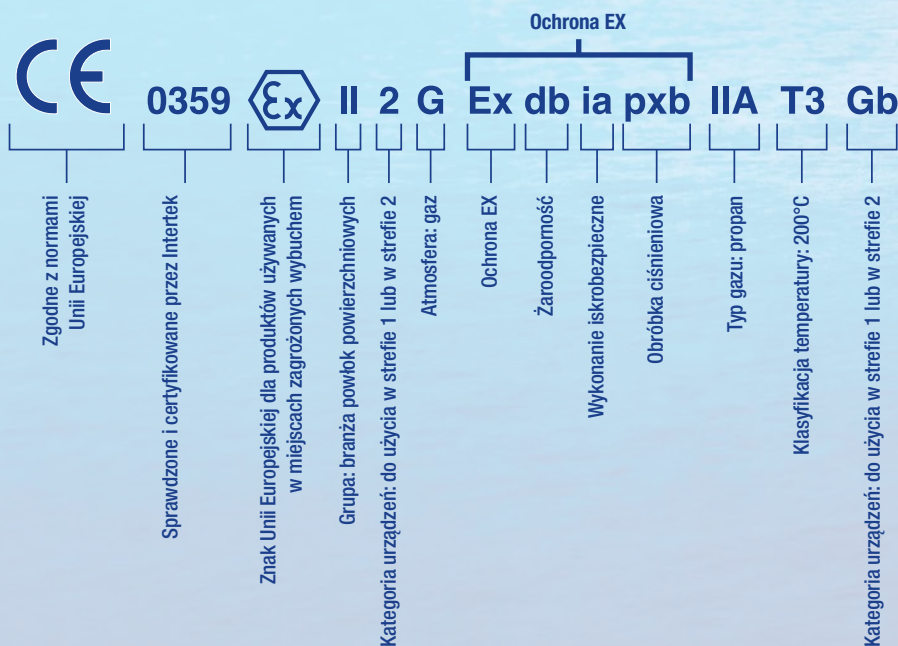 Ochrona EX
CE 0359 Ex II 2 G Ex db ia pxb IIA T3 Gb
Zgodne z normami
Unii Europejskiej
Sprawdzone i certyfikowane przez Intertek
Znak Unii Europejskiej dla produktów używanych
w miejscach zagrożonych wybuchem
Grupa: branża powłok powierzchniowych
Kategoria urządzeń: do użycia w strefie 1 lub w strefie 2
Atmosfera: gaz
Ochrona EX
Żaroodporność
Wykonanie iskrobezpieczne
Obróbka ciśnieniowa
Typ gazu: propan
Klasyfikacja temperatury: 200°C
Kategoria urządzeń: do użycia w strefie 1 lub w strefie 2